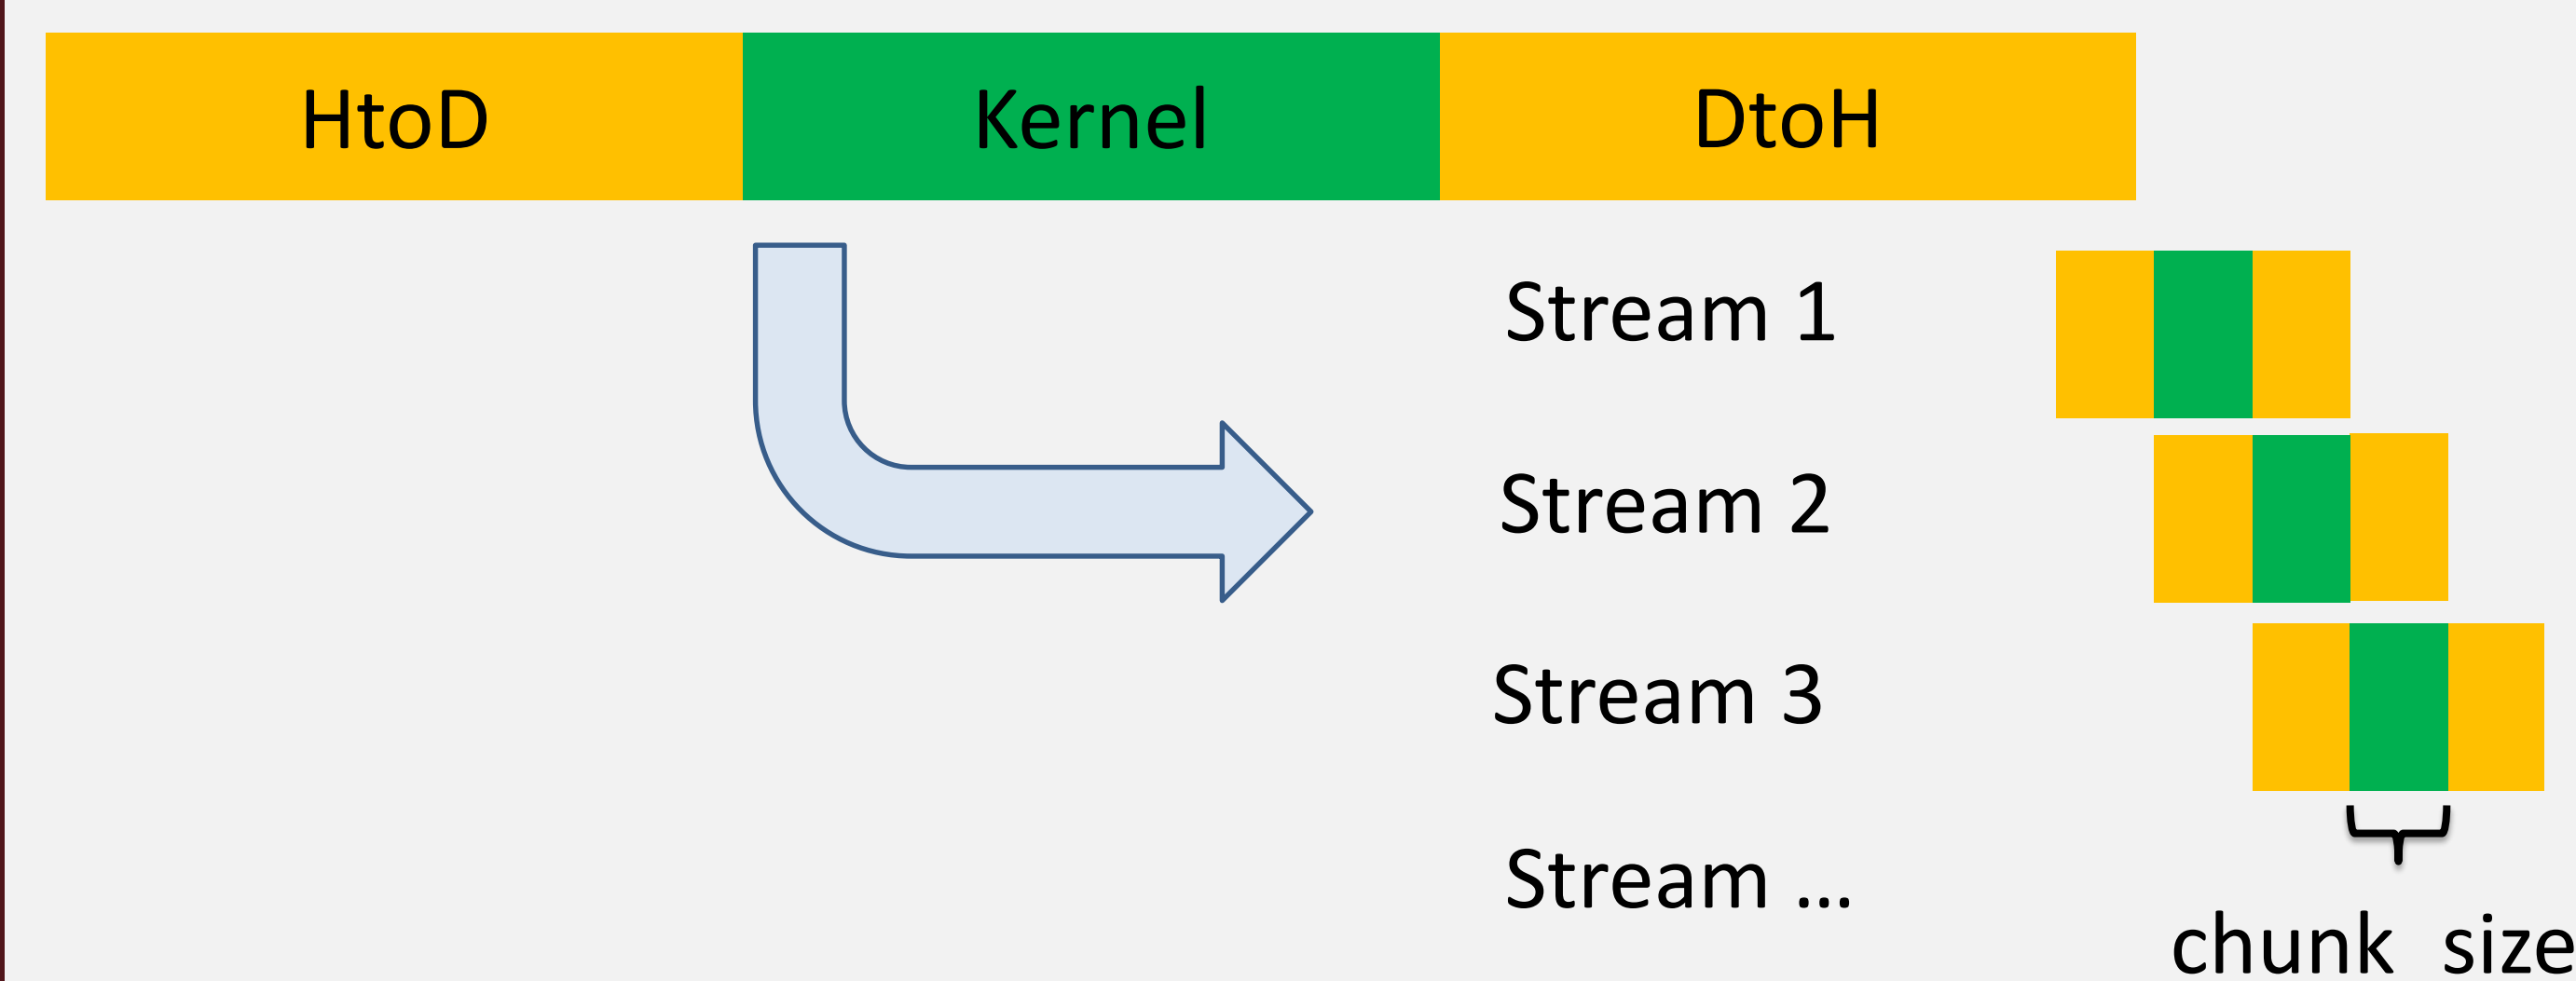 HtoD Kernel DtoH
Stream 1
Stream 2
Stream 3
Stream ...
chunk size